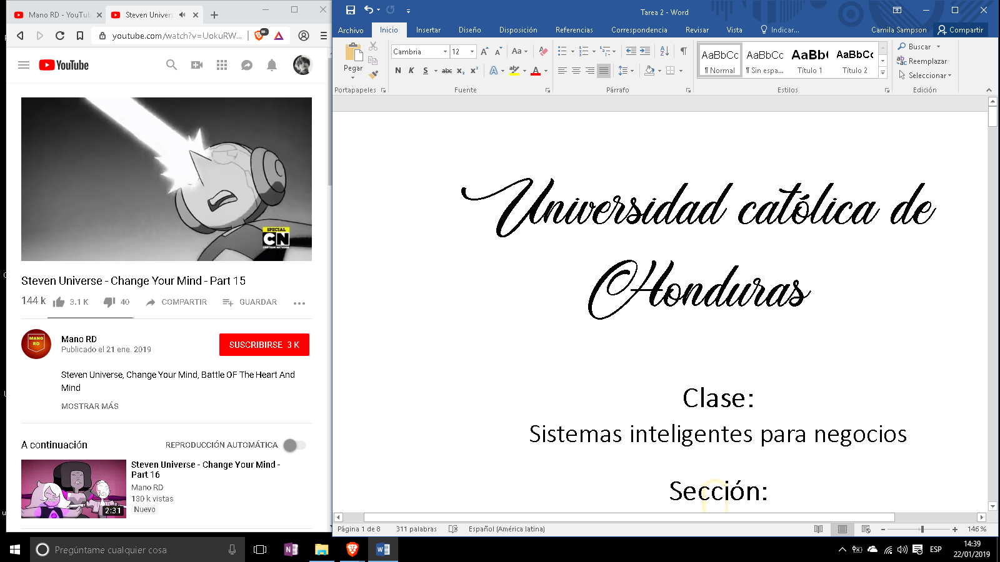 Mano RD - YouTub
Steven Univers
youtube.com/watch?v=UokuRW...
99+
YouTube
SPECIAL
CN
CARTOON NETWORK
Steven Universe - Change Your Mind - Part 15
144 k 3.1 K 40 COMPARTIR GUARDAR
MANO RD
Mano RD
Publicado el 21 ene. 2019
SUSCRIBIRSE 3 K
Steven Universe, Change Your Mind, Battle OF The Heart And
Mind
MOSTRAR MÁS
A continuación
REPRODUCCIÓN AUTOMÁTICA
2:31
Steven Universe - Change Your Mind -
Part 16
Mano RD
130 k vistas
Nuevo
Tarea 2 - Word
Archivo Inicio Insertar Diseño Disposición Referencias Correspondencia Revisar Vista Indicar... Camila Sampson Compartir
Pegar
Portapapeles
Cambria 12
Aa
N K S abc x₂ x² A ab A
Fuente
Párrafo
AaBbCc AaBbCc AaBb( AaBbCc
¶ Normal ¶ Sin espa... Título 1 Título 2
Estilos
Buscar
Reemplazar
Seleccionar
Edición
Universidad católica de
Honduras
Clase:
Sistemas inteligentes para negocios
Sección:
Página 1 de 8 311 palabras Español (América latina) 146 %
Pregúntame cualquier cosa
ESP
14:39
22/01/2019